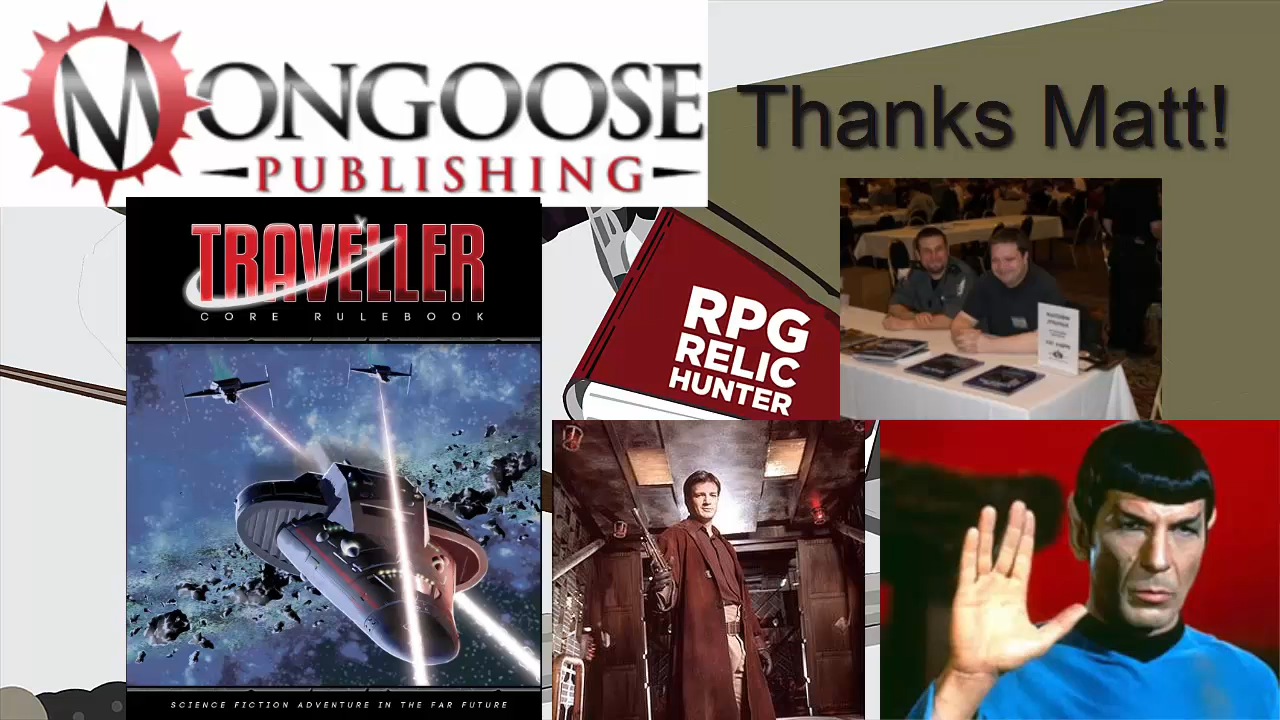 MONGOOSE
PUBLISHING
Thanks Matt!
TRAVELLER
CORE RULEBOOK
RPG
RELIC
HUNTER
SCIENCE FICTION ADVENTURE IN THE FAR FUTURE